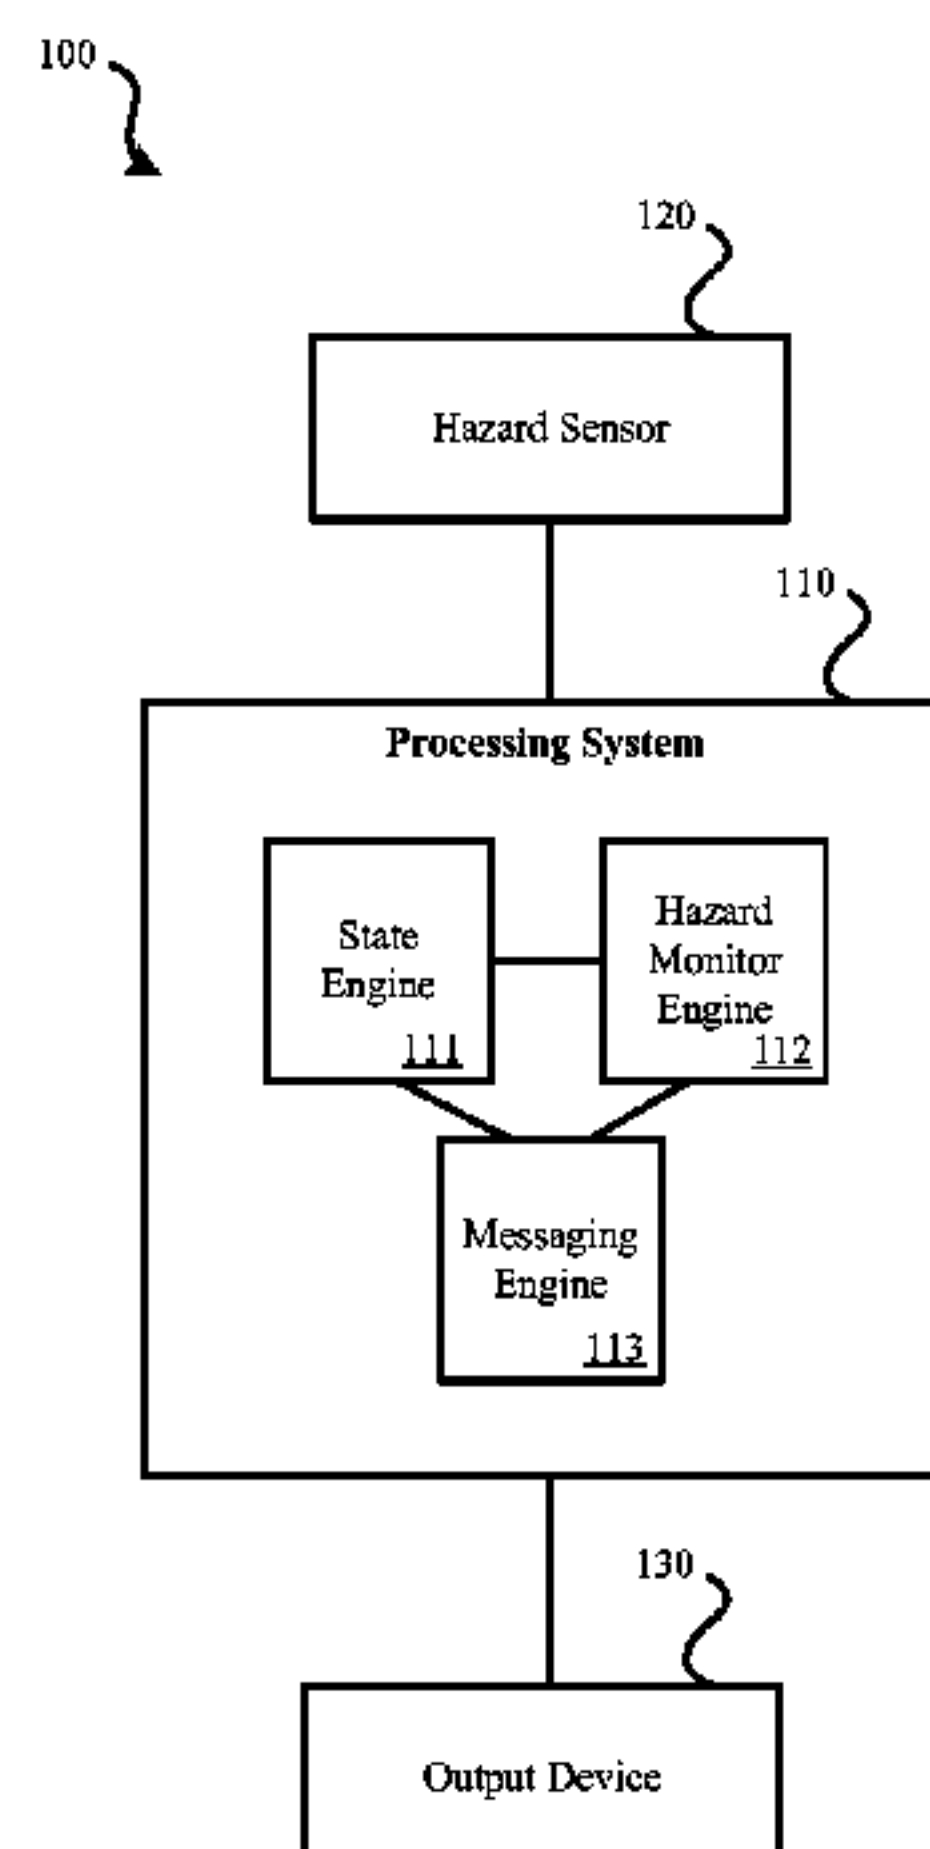 100
120
Hazard Sensor
110
Processing System
State
Engine
111
Hazard
Monitor
Engine
112
Messaging
Engine
113
130
Output Device